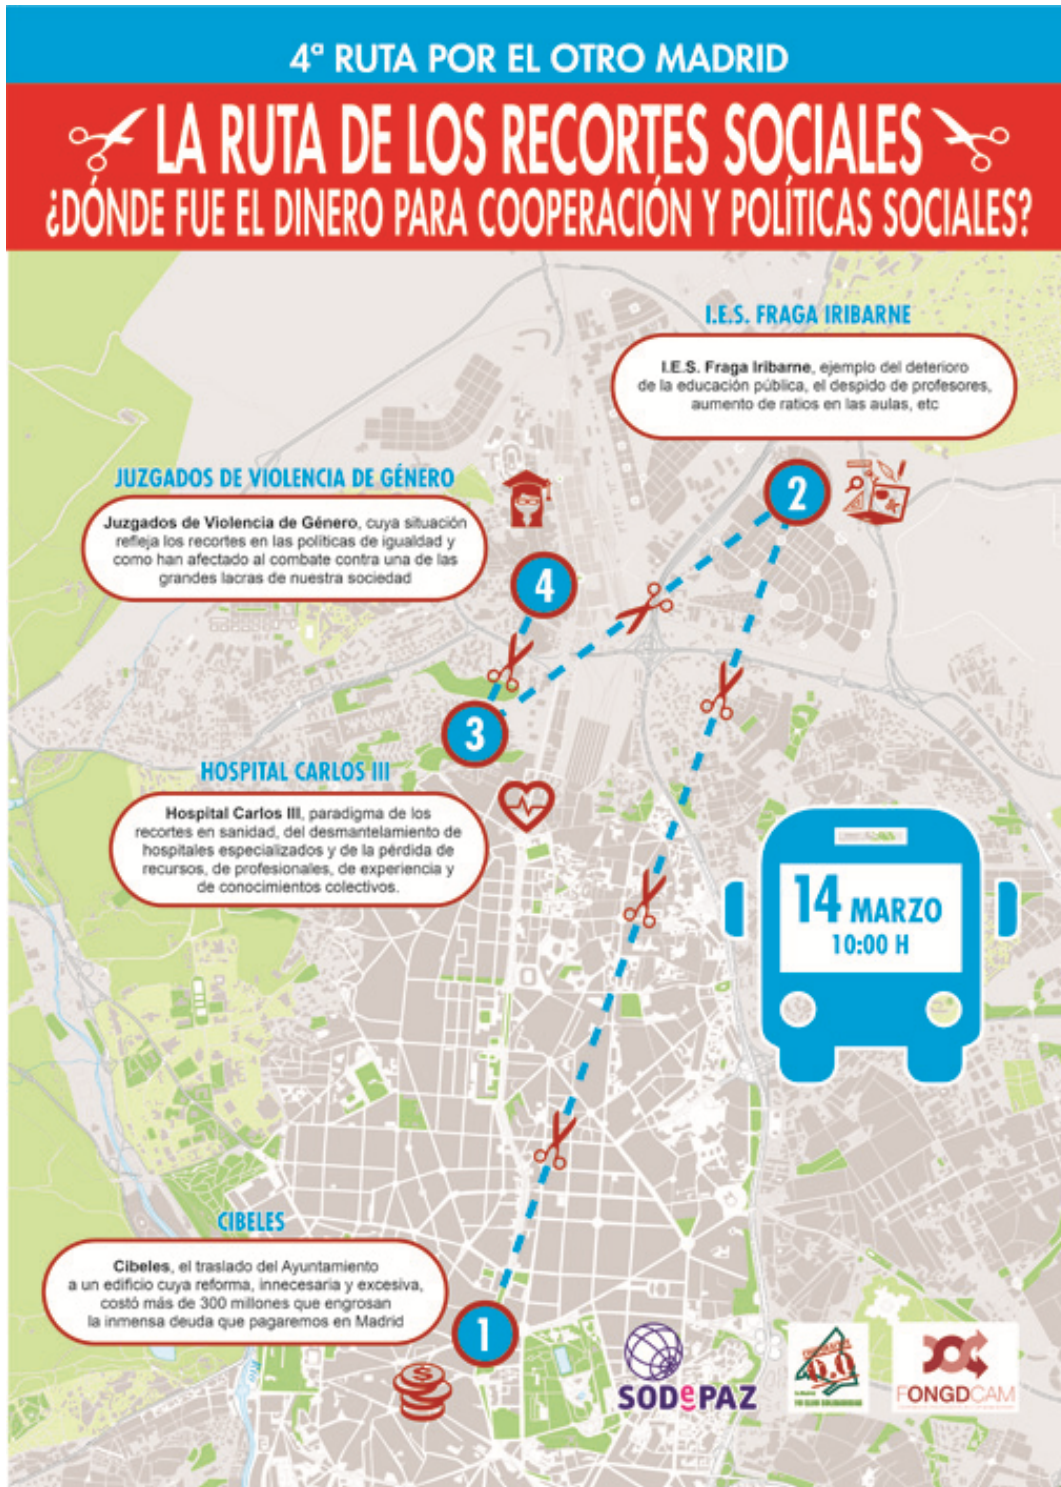 4ª RUTA POR EL OTRO MADRID
LA RUTA DE LOS RECORTES SOCIALES
¿DÓNDE FUE EL DINERO PARA COOPERACIÓN Y POLÍTICAS SOCIALES?
I.E.S. FRAGA IRIBARNE
I.E.S. Fraga Iribarne, ejemplo del deterioro
de la educación pública, el despido de profesores,
aumento de ratios en las aulas, etc
2
JUZGADOS DE VIOLENCIA DE GÉNERO
Juzgados de Violencia de Género, cuya situación
refleja los recortes en las políticas de igualdad y
como han afectado al combate contra una de las
grandes lacras de nuestra sociedad
4
3
HOSPITAL CARLOS III
Hospital Carlos III, paradigma de los
recortes en sanidad, del desmantelamiento de
hospitales especializados y de la pérdida de
recursos, de profesionales, de experiencia y
de conocimientos colectivos.
14 MARZO
10:00 H
CIBELES
Cibeles, el traslado del Ayuntamiento
a un edificio cuya reforma, innecesaria y excesiva,
costó más de 300 millones que engrosan
la inmensa deuda que pagaremos en Madrid
1
$
SODePAZ
0.0
FONGDCAM